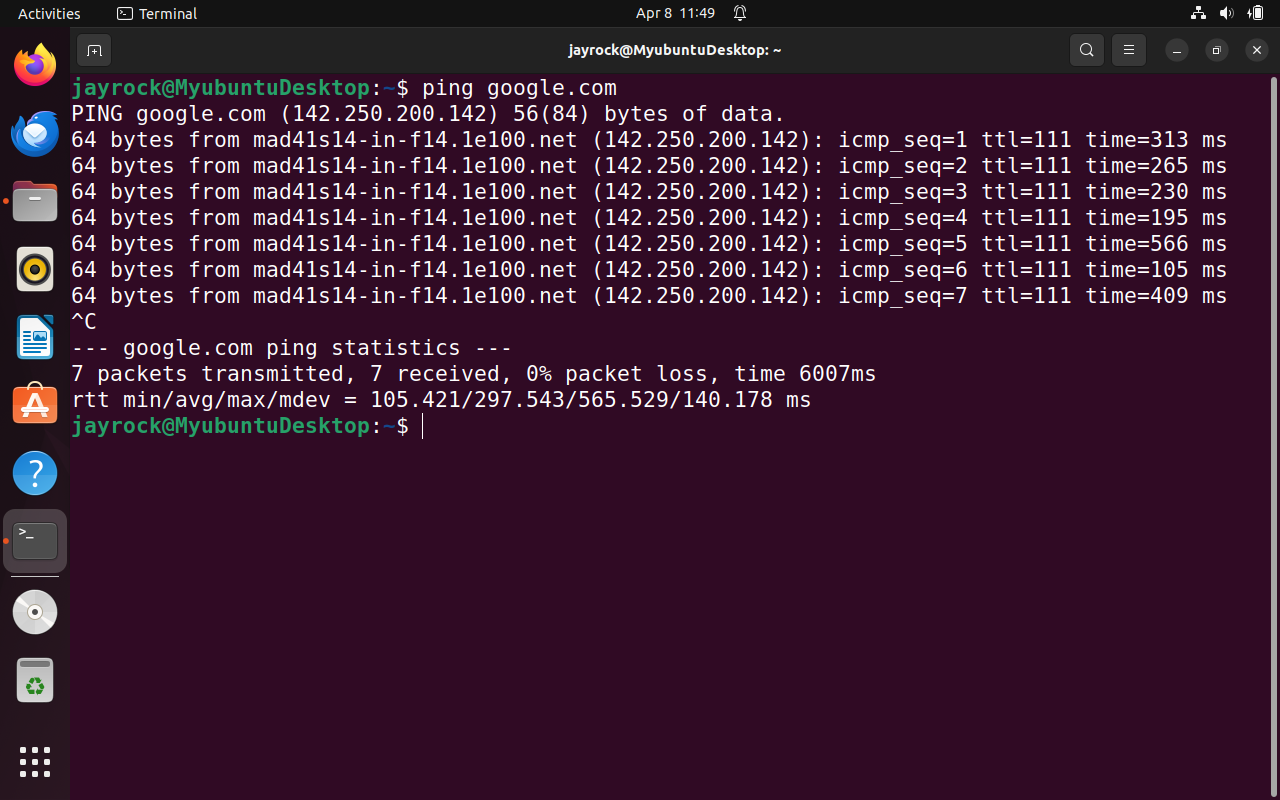 Activities Terminal Apr 8 11:49
jayrock@MyubuntuDesktop: ~
jayrock@MyubuntuDesktop:~$ ping google.com
PING google.com (142.250.200.142) 56(84) bytes of data.
64 bytes from mad41s14-in-f14.1e100.net (142.250.200.142): icmp_seq=1 ttl=111 time=313 ms
64 bytes from mad41s14-in-f14.1e100.net (142.250.200.142): icmp_seq=2 ttl=111 time=265 ms
64 bytes from mad41s14-in-f14.1e100.net (142.250.200.142): icmp_seq=3 ttl=111 time=230 ms
64 bytes from mad41s14-in-f14.1e100.net (142.250.200.142): icmp_seq=4 ttl=111 time=195 ms
64 bytes from mad41s14-in-f14.1e100.net (142.250.200.142): icmp_seq=5 ttl=111 time=566 ms
64 bytes from mad41s14-in-f14.1e100.net (142.250.200.142): icmp_seq=6 ttl=111 time=105 ms
64 bytes from mad41s14-in-f14.1e100.net (142.250.200.142): icmp_seq=7 ttl=111 time=409 ms
^C
--- google.com ping statistics ---
7 packets transmitted, 7 received, 0% packet loss, time 6007ms
rtt min/avg/max/mdev = 105.421/297.543/565.529/140.178 ms
jayrock@MyubuntuDesktop:~$